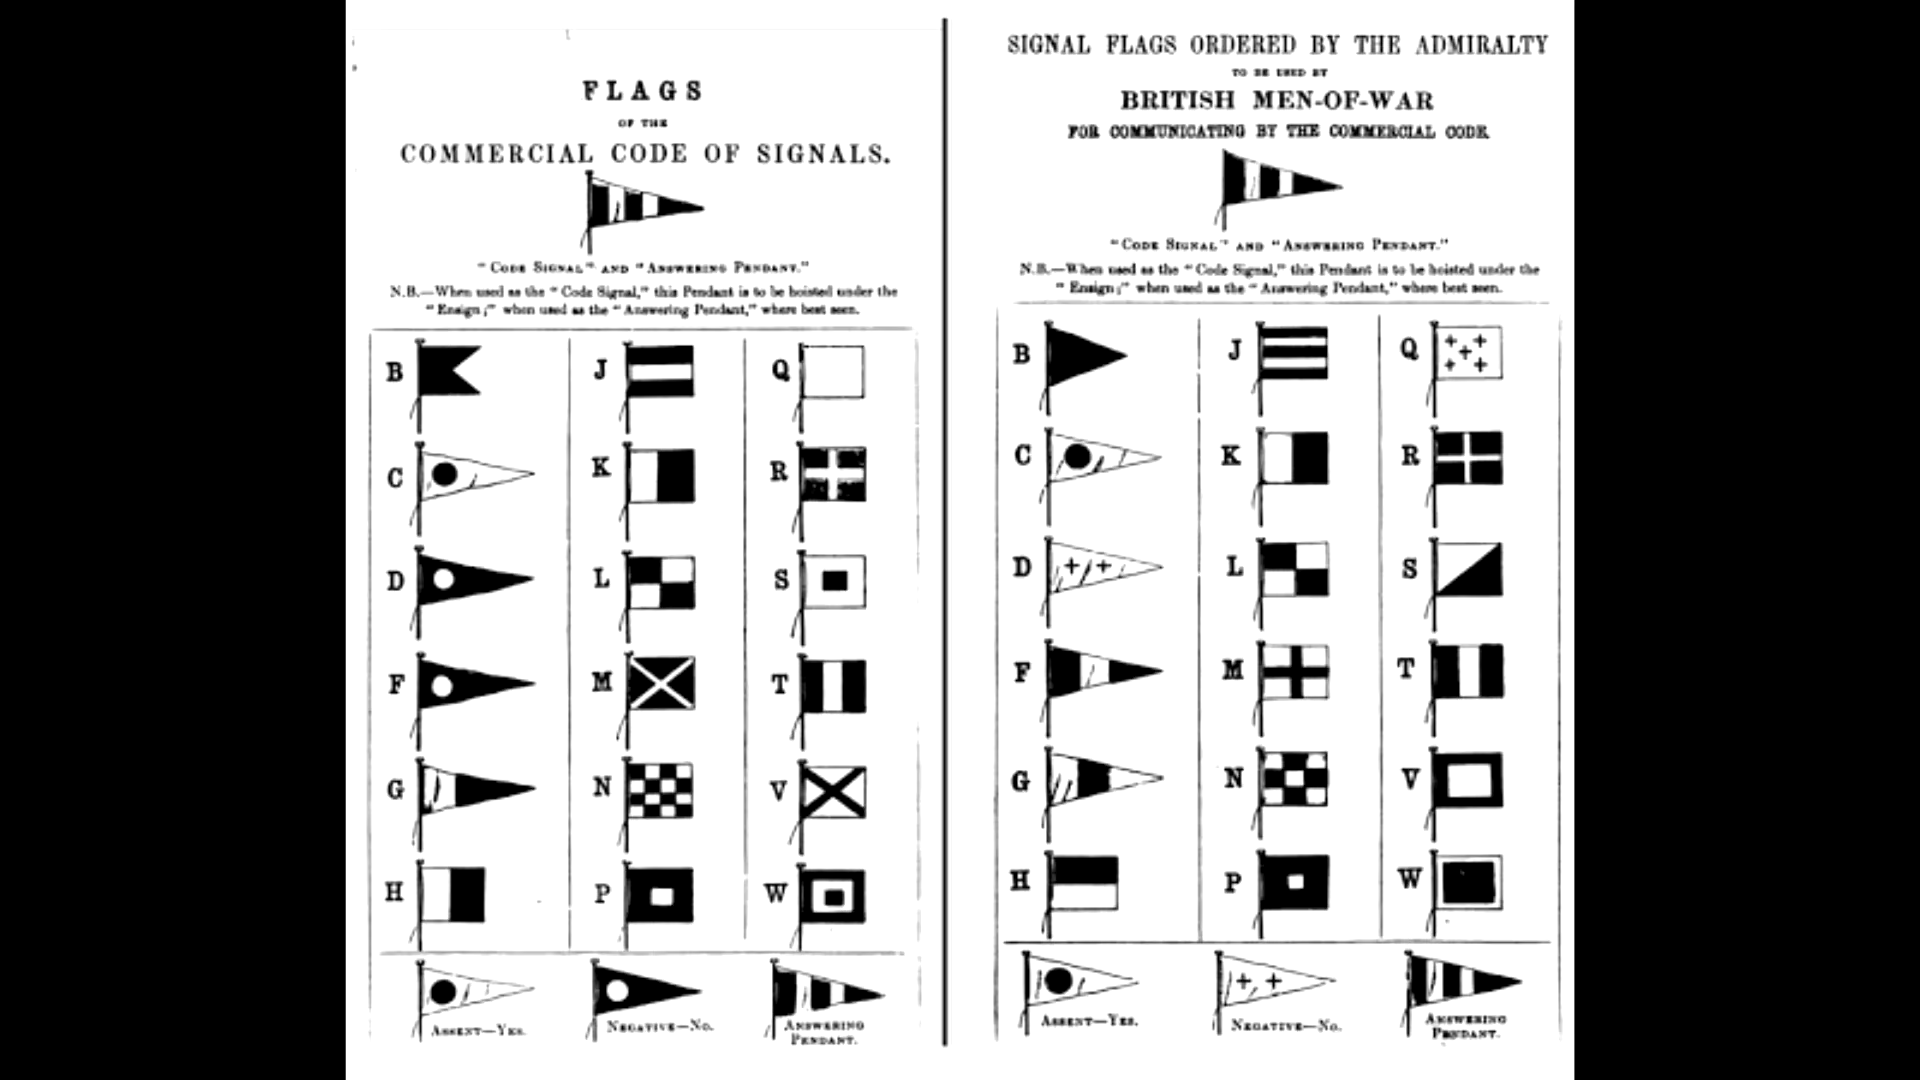 FLAGS
OF THE
COMMERCIAL CODE OF SIGNALS.
"CODE SIGNAL" AND "ANSWERING PENDANT."
N.B.—When used as the "Code Signal," this Pendant is to be hoisted under the
"Ensign;" when used as the "Answering Pendant," where best seen.
B J Q
C K R
D L S
F M T
G N V
H P W
ASSENT—YES.
NEGATIVE—NO.
ANSWERING
PENDANT.
SIGNAL FLAGS ORDERED BY THE ADMIRALTY
TO BE USED BY
BRITISH MEN-OF-WAR
FOR COMMUNICATING BY THE COMMERCIAL CODE.
"CODE SIGNAL" AND "ANSWERING PENDANT."
N.B.—When used as the "Code Signal," this Pendant is to be hoisted under the
"Ensign;" when used as the "Answering Pendant," where best seen.
B J Q
C K R
D L S
F M T
G N V
H P W
ASSENT—YES.
NEGATIVE—NO.
ANSWERING
PENDANT.